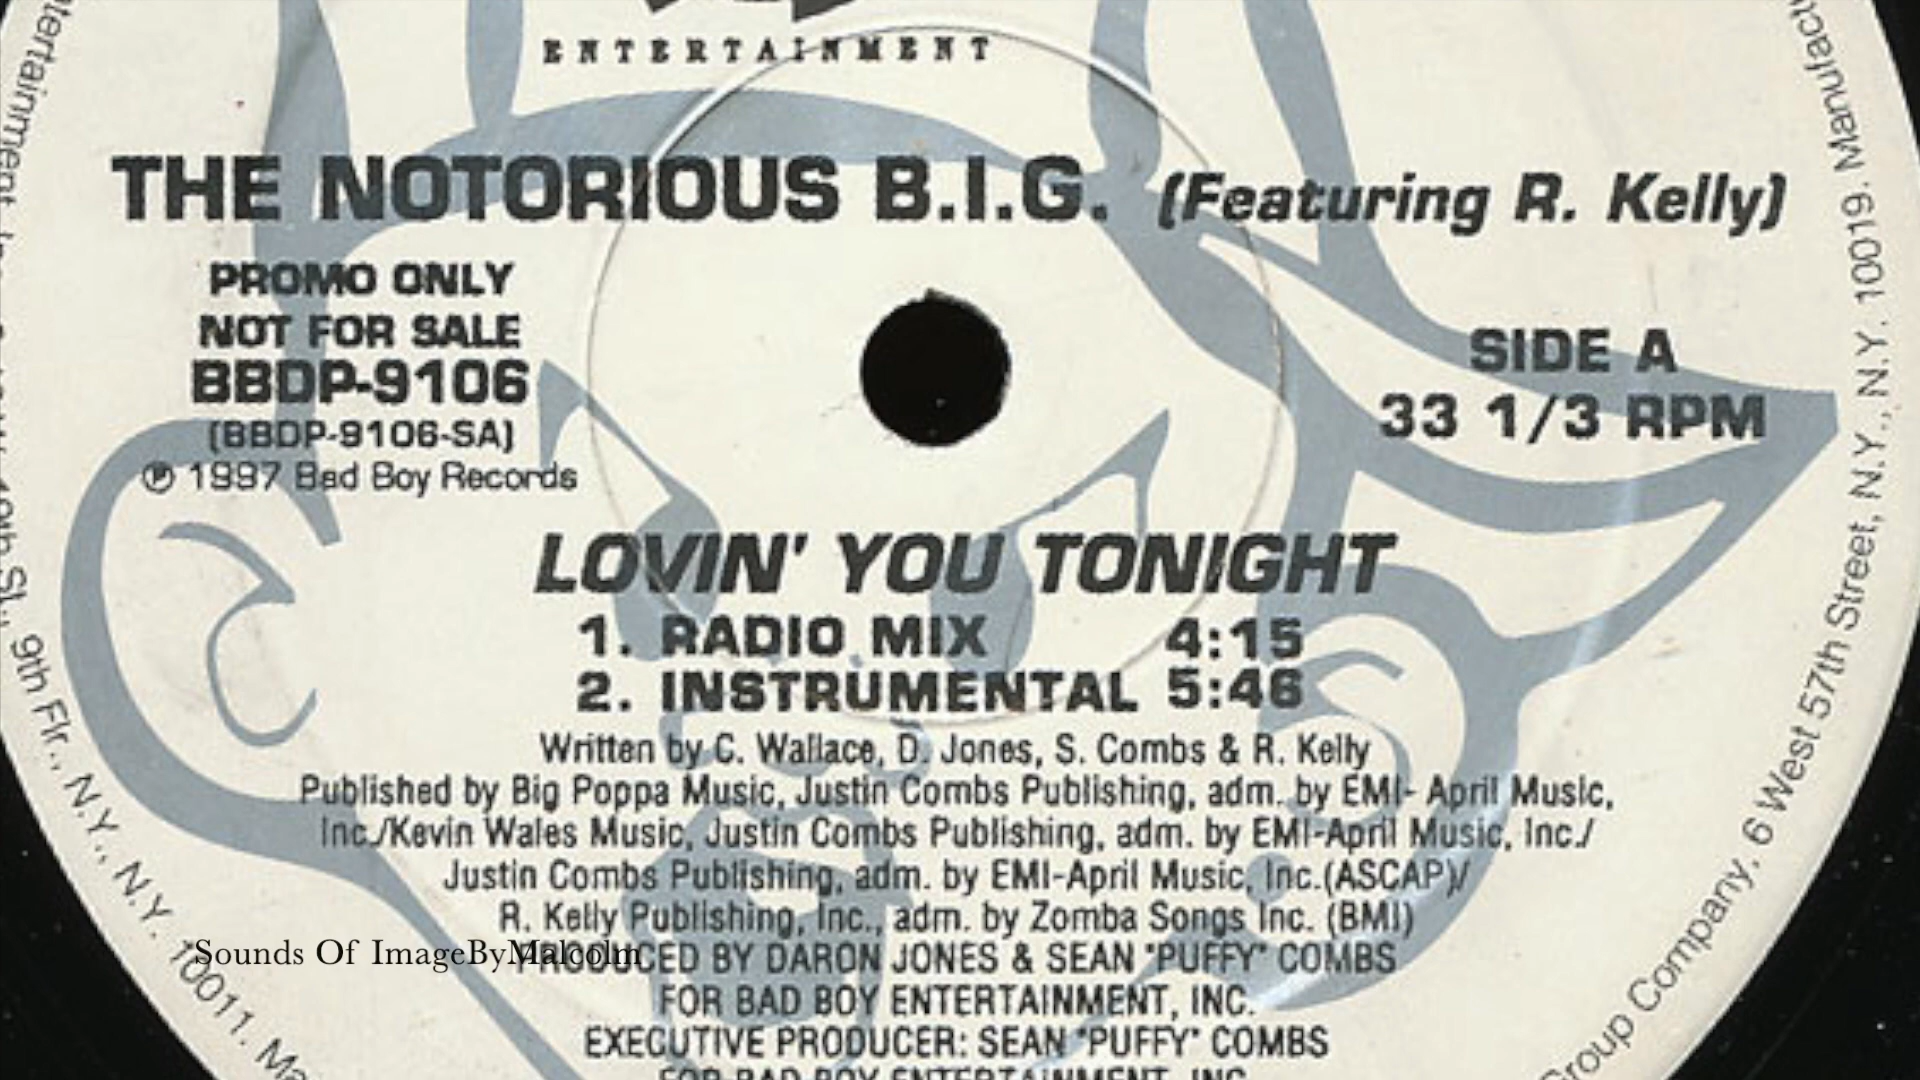 ENTERTAINMENT
THE NOTORIOUS B.I.G. (Featuring R. Kelly)
PROMO ONLY
NOT FOR SALE
BBDP-9106
(BBDP-9106-SA)
℗ 1997 Bad Boy Records
SIDE A
33 1/3 RPM
LOVIN' YOU TONIGHT
1. RADIO MIX 4:15
2. INSTRUMENTAL 5:46
Written by C. Wallace, D. Jones, S. Combs & R. Kelly
Published by Big Poppa Music, Justin Combs Publishing, adm. by EMI- April Music,
Inc./Kevin Wales Music, Justin Combs Publishing, adm. by EMI-April Music, Inc./
Justin Combs Publishing, adm. by EMI-April Music, Inc.(ASCAP)/
R. Kelly Publishing, Inc., adm. by Zomba Songs Inc. (BMI)
PRODUCED BY DARON JONES & SEAN "PUFFY" COMBS
FOR BAD BOY ENTERTAINMENT, INC.
EXECUTIVE PRODUCER: SEAN "PUFFY" COMBS
FOR BAD BOY ENTERTAINMENT, INC.
Sounds Of ImageByMalcolm
9th Flr., N.Y., N.Y. 10011.
Group Company, 6 West 57th Street, N.Y., N.Y. 10019.